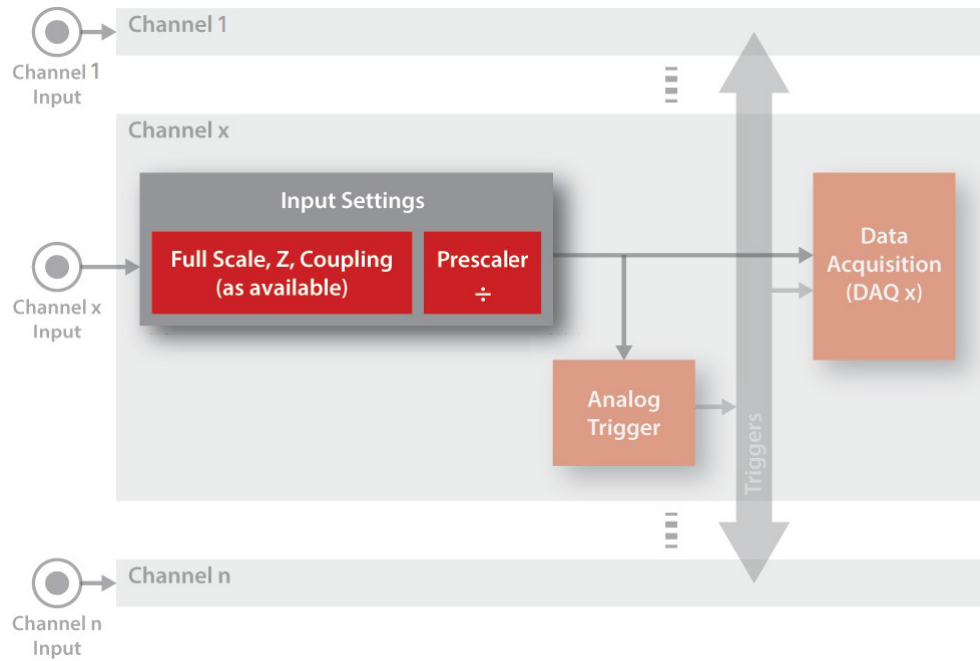 Channel 1
Channel 1
Input
Channel x
Input Settings
Full Scale, Z, Coupling
(as available)
Prescaler
÷
Data
Acquisition
(DAQ x)
Channel x
Input
Analog
Trigger
Triggers
Channel n
Channel n
Input